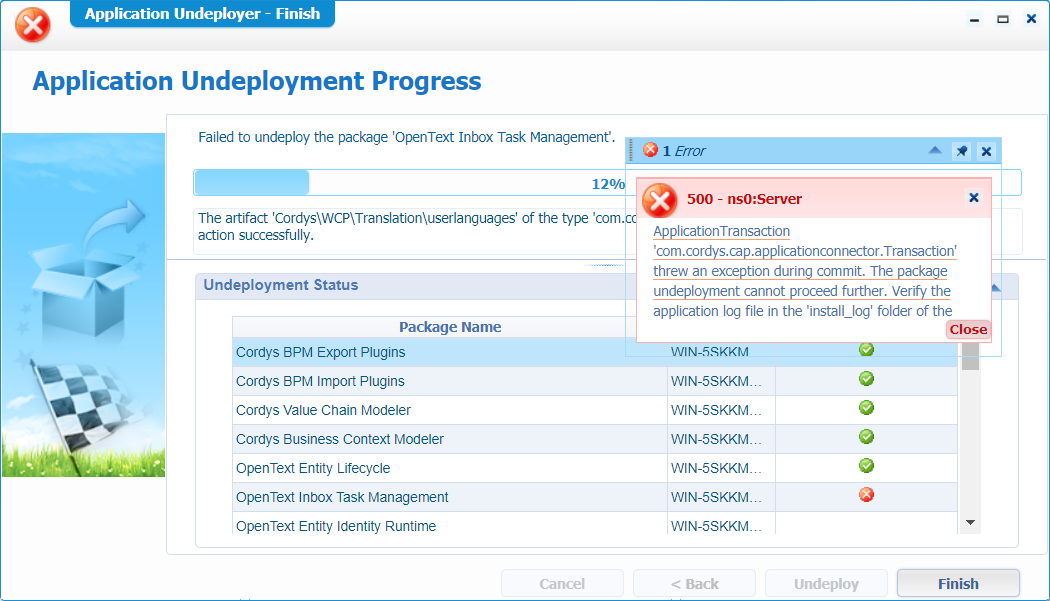 Application Undeployer - Finish
Application Undeployment Progress
Failed to undeploy the package 'OpenText Inbox Task Management'.
12%
The artifact 'Cordys\WCP\Translation\userlanguages' of the type 'com.co
action successfully.
1 Error
500 - ns0:Server
ApplicationTransaction
'com.cordys.cap.applicationconnector.Transaction'
threw an exception during commit. The package
undeployment cannot proceed further. Verify the
application log file in the 'install_log' folder of the
Close
Undeployment Status
Package Name
Cordys BPM Export Plugins WIN-5SKKM
Cordys BPM Import Plugins WIN-5SKKM...
Cordys Value Chain Modeler WIN-5SKKM...
Cordys Business Context Modeler WIN-5SKKM...
OpenText Entity Lifecycle WIN-5SKKM...
OpenText Inbox Task Management WIN-5SKKM...
OpenText Entity Identity Runtime WIN-5SKKM...
Cancel < Back Undeploy Finish